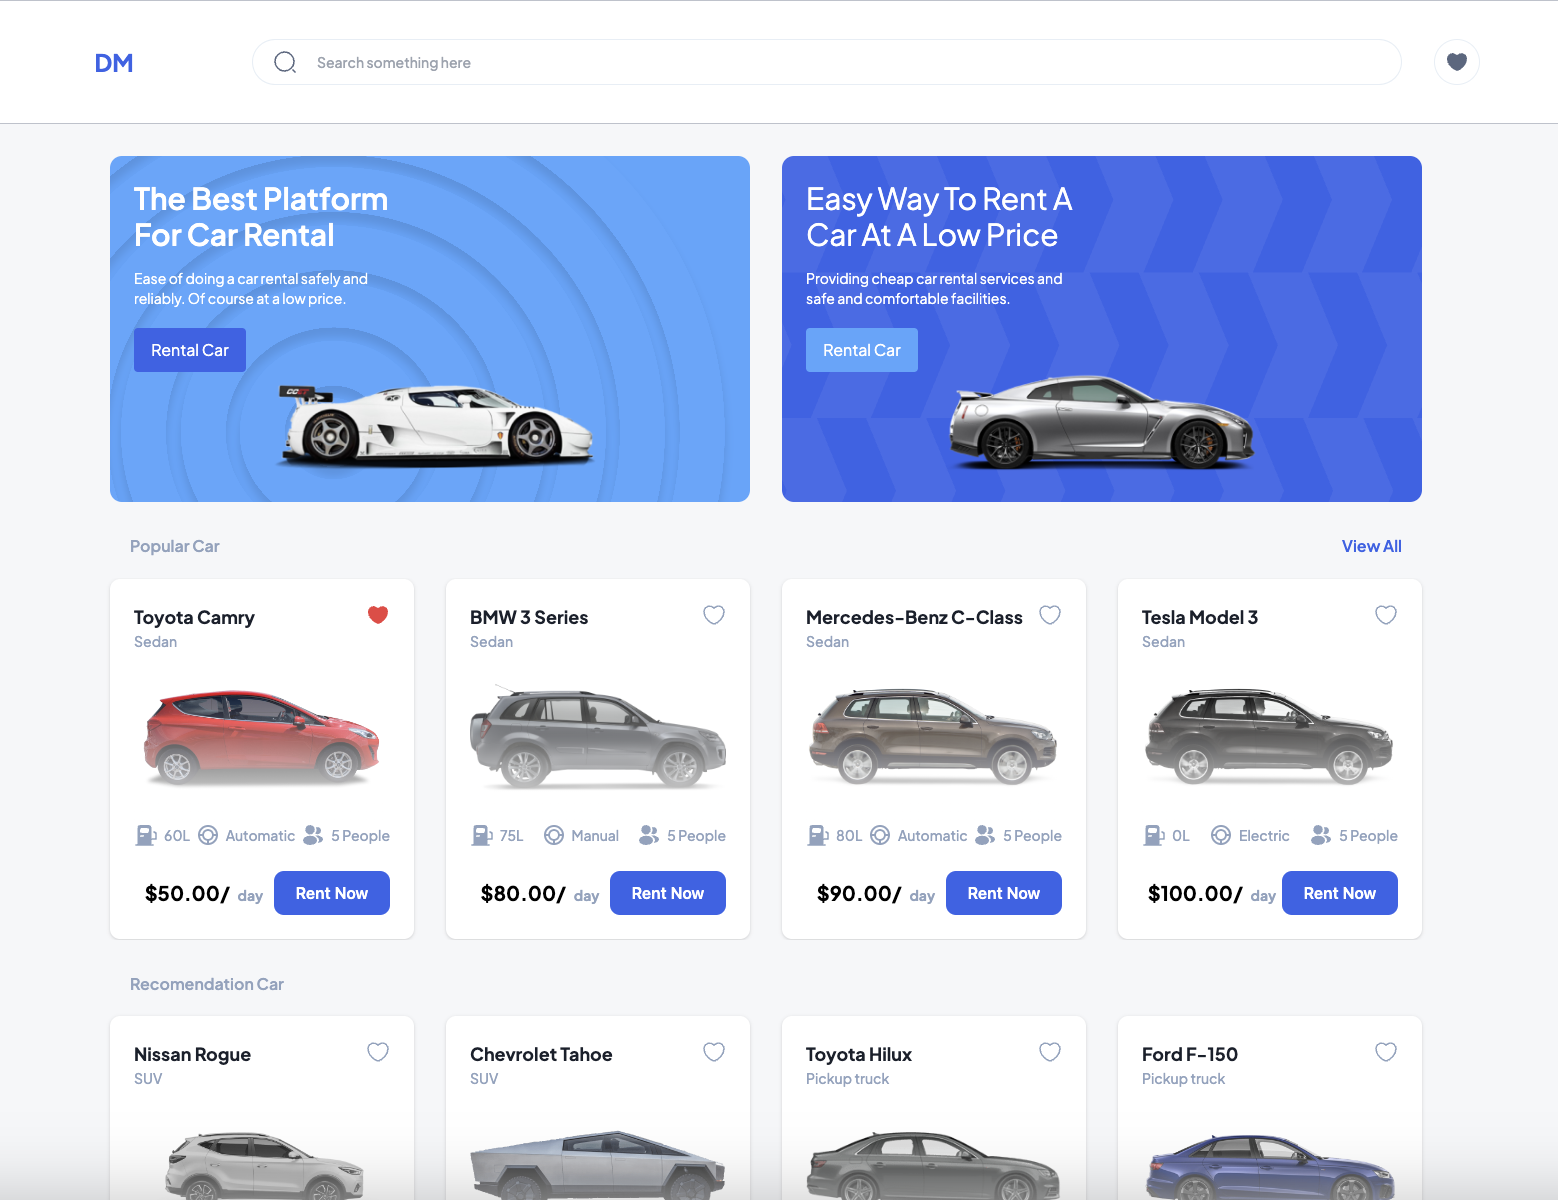 DM
Search something here
The Best Platform
For Car Rental
Ease of doing a car rental safely and
reliably. Of course at a low price.
Rental Car
Easy Way To Rent A
Car At A Low Price
Providing cheap car rental services and
safe and comfortable facilities.
Rental Car
Popular Car
View All
Toyota Camry
Sedan
60L Automatic 5 People
$50.00/ day
Rent Now
BMW 3 Series
Sedan
75L Manual 5 People
$80.00/ day
Rent Now
Mercedes-Benz C-Class
Sedan
80L Automatic 5 People
$90.00/ day
Rent Now
Tesla Model 3
Sedan
0L Electric 5 People
$100.00/ day
Rent Now
Recomendation Car
Nissan Rogue
SUV
Chevrolet Tahoe
SUV
Toyota Hilux
Pickup truck
Ford F-150
Pickup truck